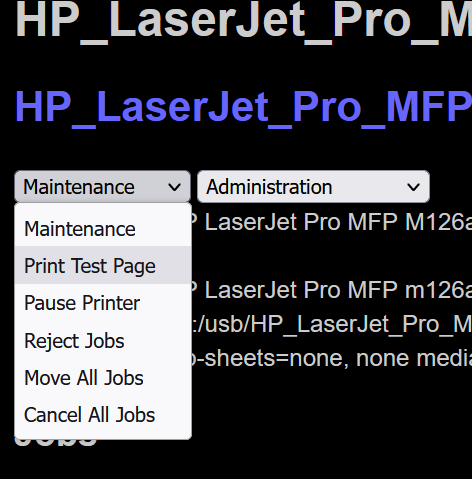 HP_LaserJet_Pro_M
HP_LaserJet_Pro_MFP
Maintenance Administration
Maintenance
P LaserJet Pro MFP M126a
Print Test Page
Pause Printer
P LaserJet Pro MFP m126a
:/usb/HP_LaserJet_Pro_M
Reject Jobs
-sheets=none, none media
Move All Jobs
Cancel All Jobs
Jobs